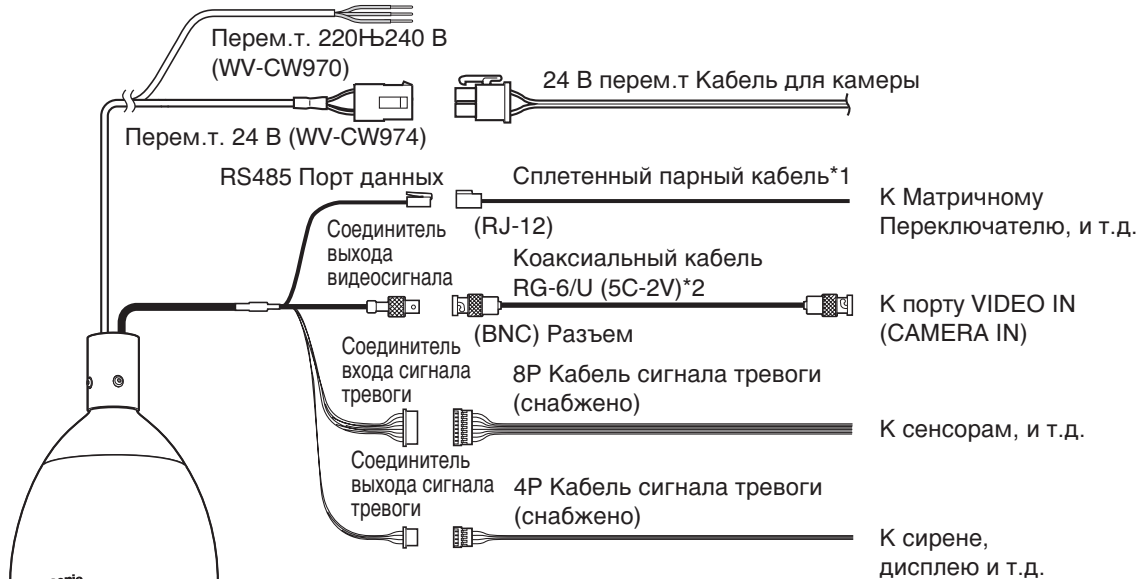 Перем.т. 220Њ240 В
(WV-CW970)
24 В перем.т Кабель для камеры
Перем.т. 24 В (WV-CW974)
RS485 Порт данных
Сплетенный парный кабель*1
(RJ-12)
К Матричному
Переключателю, и т.д.
Соединитель
выхода
видеосигнала
Коаксиальный кабель
RG-6/U (5C-2V)*2
(BNC) Разъем
К порту VIDEO IN
(CAMERA IN)
Соединитель
входа сигнала
тревоги
8P Кабель сигнала тревоги
(снабжено)
К сенсорам, и т.д.
Соединитель
выхода сигнала
тревоги
4P Кабель сигнала тревоги
(снабжено)
К сирене,
дисплею и т.д.